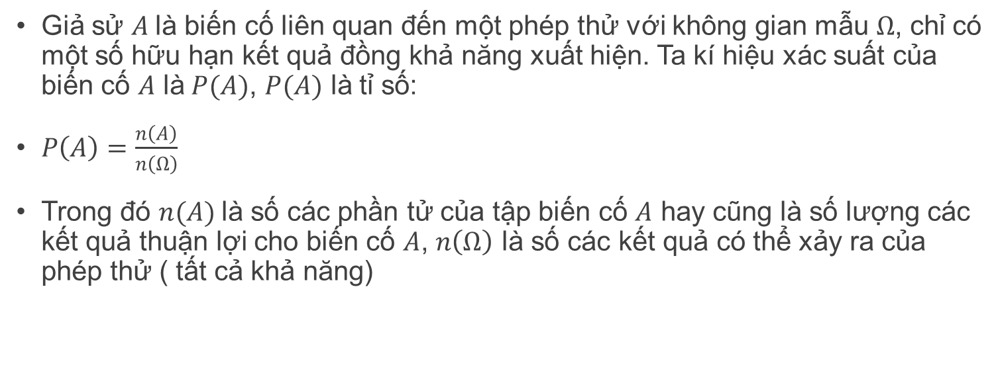 • Giả sử 𝐴 là biến cố liên quan đến một phép thử với không gian mẫu Ω, chỉ có
một số hữu hạn kết quả đồng khả năng xuất hiện. Ta kí hiệu xác suất của
biến cố 𝐴 là 𝑃(𝐴), 𝑃(𝐴) là tỉ số:
• 𝑃(𝐴) = 𝑛(𝐴)/𝑛(Ω)
• Trong đó 𝑛(𝐴) là số các phần tử của tập biến cố 𝐴 hay cũng là số lượng các
kết quả thuận lợi cho biến cố 𝐴, 𝑛(Ω) là số các kết quả có thể xảy ra của
phép thử ( tất cả khả năng)